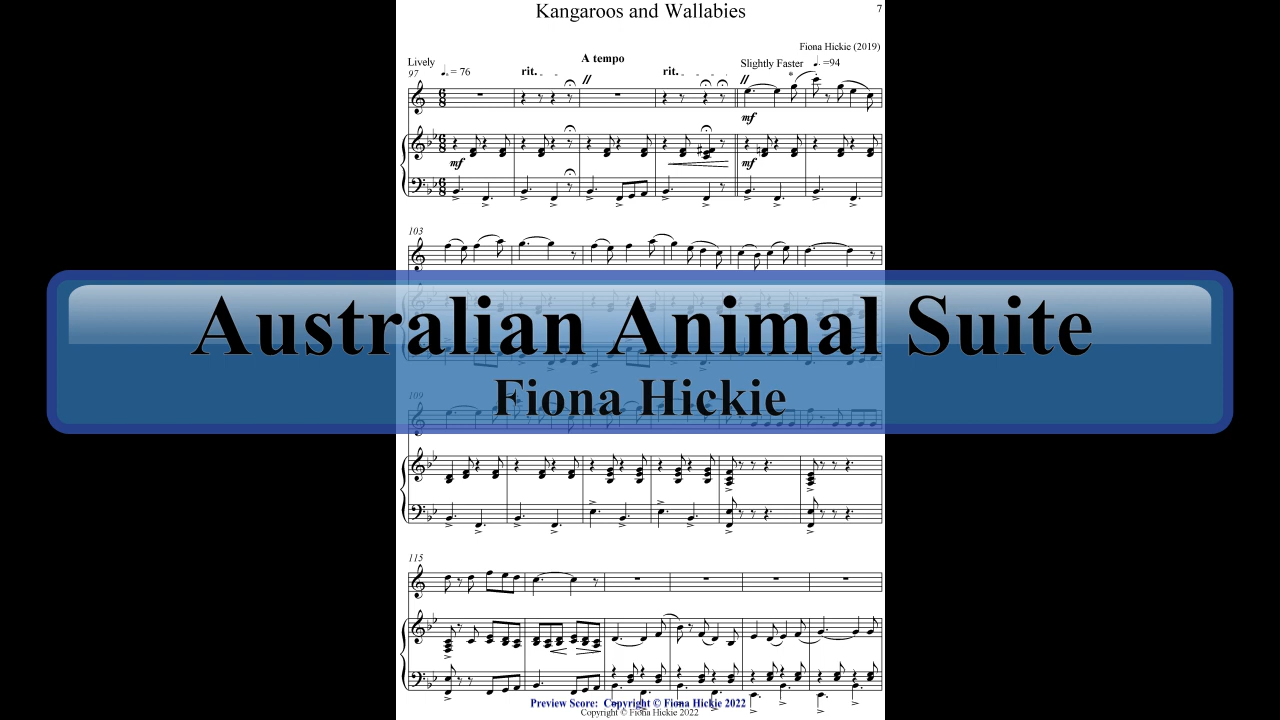 Kangaroos and Wallabies
7
Fiona Hickie (2019)
Lively
97
= 76
rit.
A tempo
rit.
Slightly Faster
=94
*
mf
mf
mf
103
Australian Animal Suite
Fiona Hickie
109
115
Preview Score: Copyright © Fiona Hickie 2022
Copyright © Fiona Hickie 2022